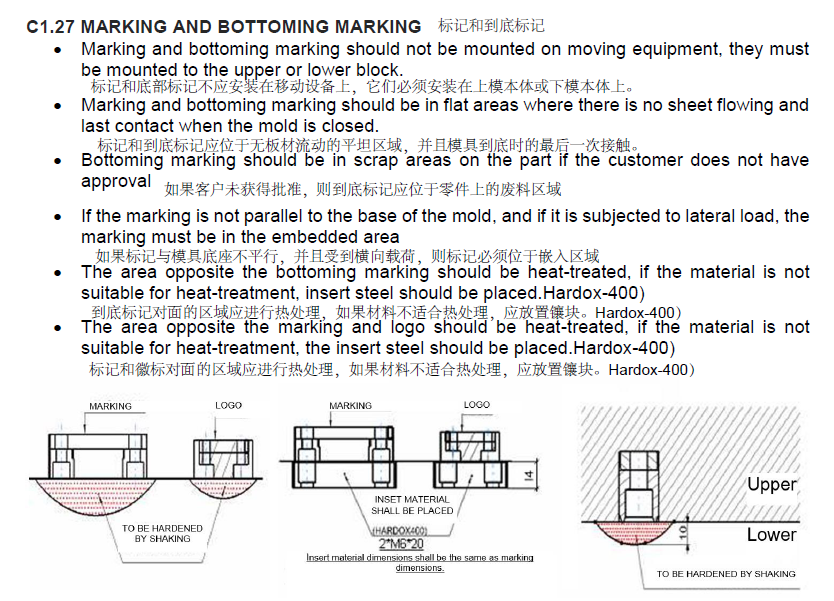 C1.27 MARKING AND BOTTOMING MARKING 标记和到底标记
• Marking and bottoming marking should not be mounted on moving equipment, they must
be mounted to the upper or lower block.
标记和底部标记不应安装在移动设备上，它们必须安装在上模本体或下模本体上。
• Marking and bottoming marking should be in flat areas where there is no sheet flowing and
last contact when the mold is closed.
标记和到底标记应位于无板材流动的平坦区域，并且模具到底时的最后一次接触。
• Bottoming marking should be in scrap areas on the part if the customer does not have
approval 如果客户未获得批准，则到底标记应位于零件上的废料区域
• If the marking is not parallel to the base of the mold, and if it is subjected to lateral load, the
marking must be in the embedded area
如果标记与模具底座不平行，并且受到横向载荷，则标记必须位于嵌入区域
• The area opposite the bottoming marking should be heat-treated, if the material is not
suitable for heat-treatment, insert steel should be placed.Hardox-400)
到底标记对面的区域应进行热处理，如果材料不适合热处理，应放置镶块。Hardox-400）
• The area opposite the marking and logo should be heat-treated, if the material is not
suitable for heat-treatment, the insert steel should be placed.Hardox-400)
标记和徽标对面的区域应进行热处理，如果材料不适合热处理，应放置镶块。Hardox-400）
MARKING
LOGO
TO BE HARDENED
BY SHAKING
MARKING
LOGO
14
INSET MATERIAL
SHALL BE PLACED
(HARDOX400)
2*M6*20
Insert material dimensions shall be the same as marking
dimensions.
Upper
Lower
10
TO BE HARDENED BY SHAKING